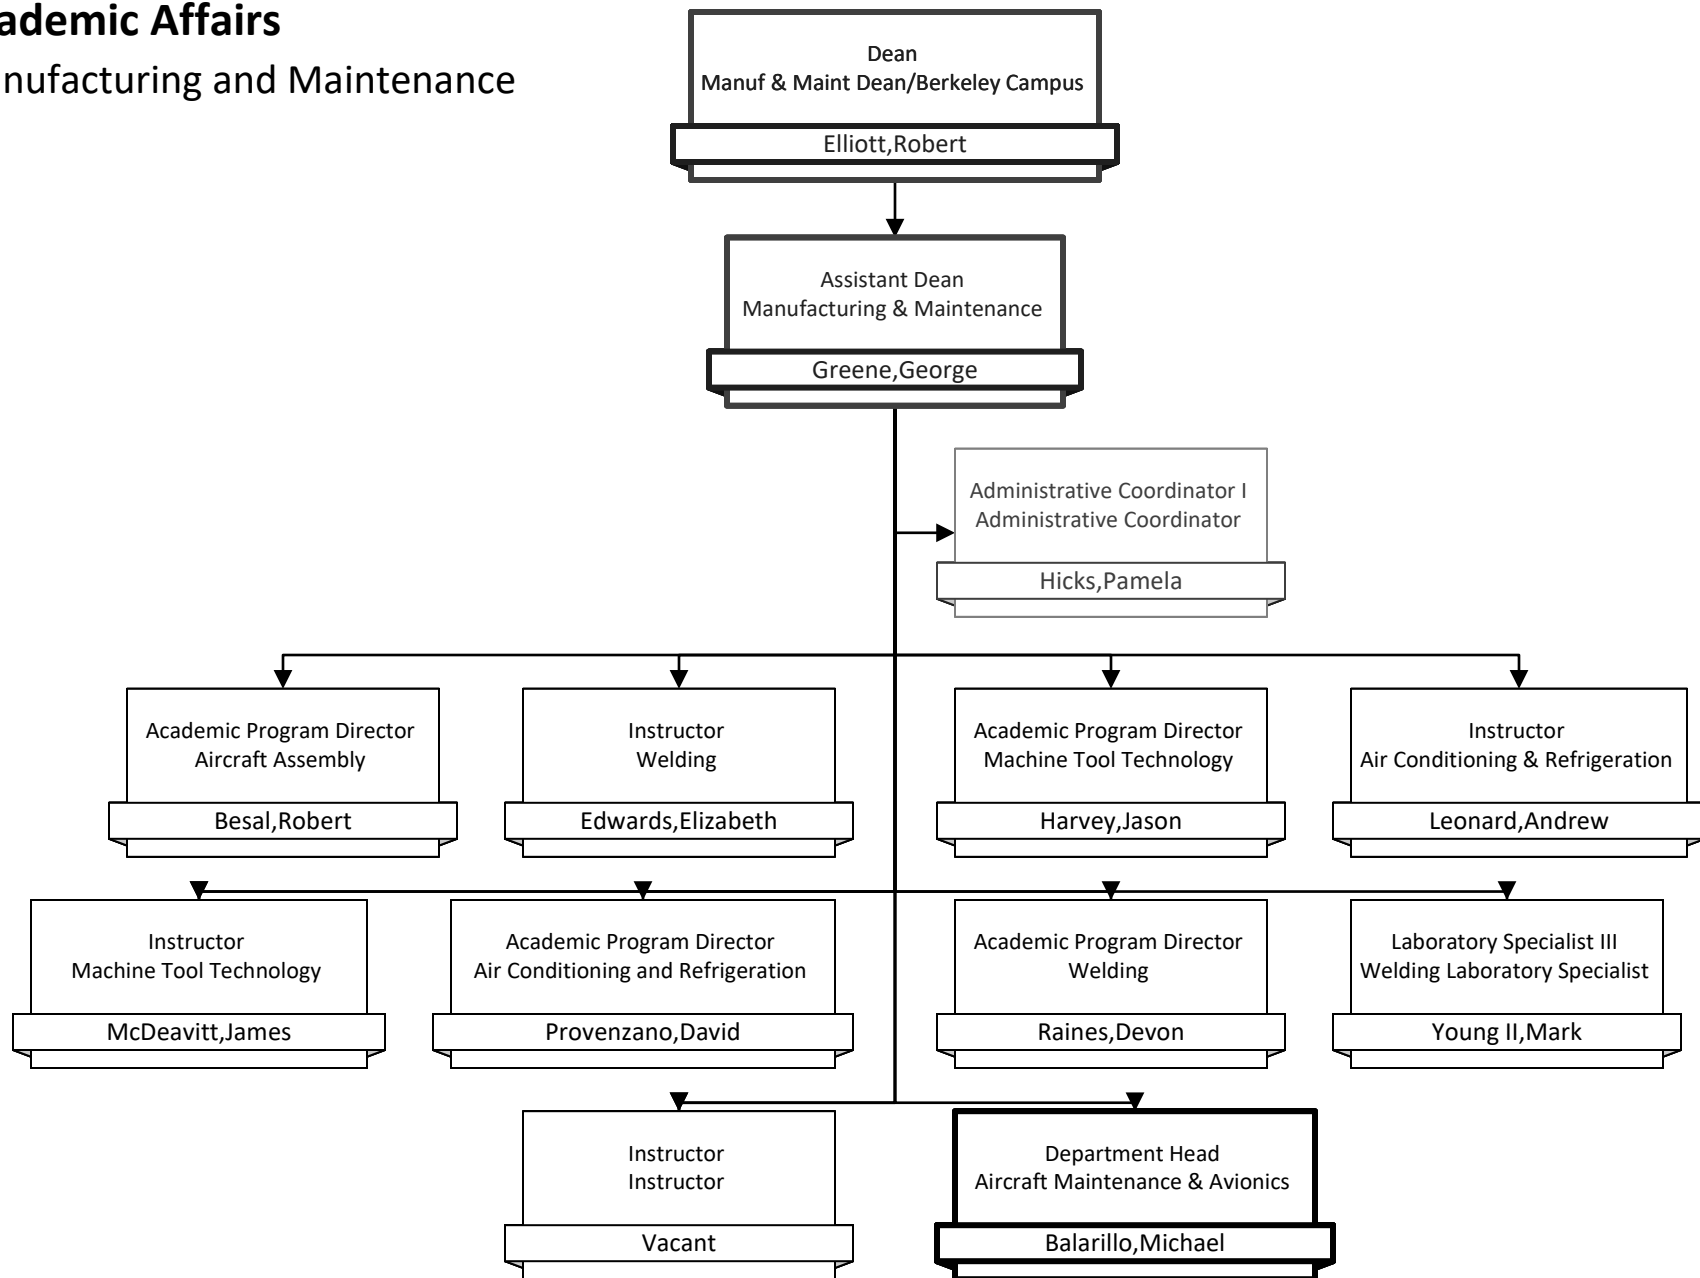 ademic Affairs
nufacturing and Maintenance
Dean
Manuf & Maint Dean/Berkeley Campus
Elliott,Robert
Assistant Dean
Manufacturing & Maintenance
Greene,George
Administrative Coordinator I
Administrative Coordinator
Hicks,Pamela
Academic Program Director
Aircraft Assembly
Besal,Robert
Instructor
Welding
Edwards,Elizabeth
Academic Program Director
Machine Tool Technology
Harvey,Jason
Instructor
Air Conditioning & Refrigeration
Leonard,Andrew
Instructor
Machine Tool Technology
McDeavitt,James
Academic Program Director
Air Conditioning and Refrigeration
Provenzano,David
Academic Program Director
Welding
Raines,Devon
Laboratory Specialist III
Welding Laboratory Specialist
Young II,Mark
Instructor
Instructor
Vacant
Department Head
Aircraft Maintenance & Avionics
Balarillo,Michael